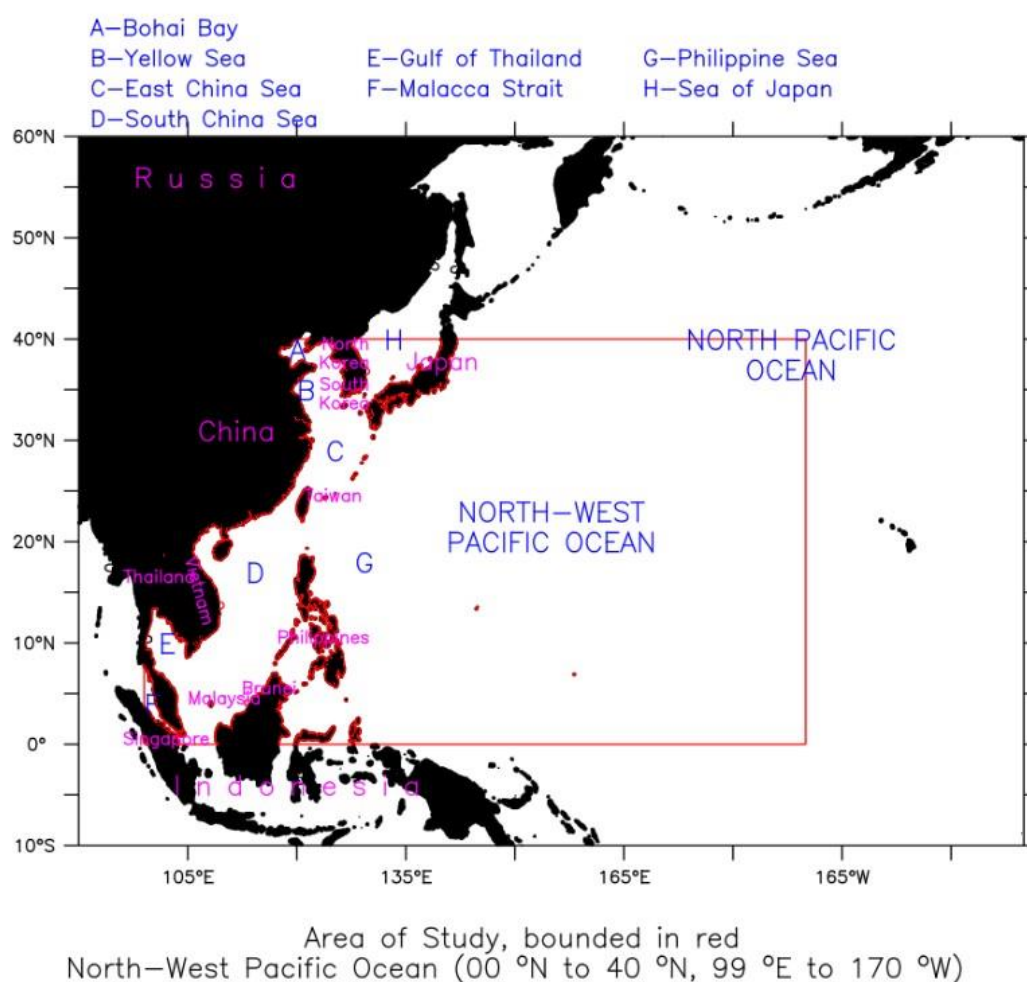 A–Bohai Bay
B–Yellow Sea E–Gulf of Thailand G–Philippine Sea
C–East China Sea F–Malacca Strait H–Sea of Japan
D–South China Sea
60°N
Russia
50°N
40°N
A
North Korea
H
Japan
NORTH PACIFIC
OCEAN
B
South Korea
China
30°N
C
Taiwan
NORTH–WEST
PACIFIC OCEAN
20°N
D
G
Thailand
Vietnam
10°N
E
Philippines
F
Malaysia
Brunei
0°
Singapore
Indonesia
10°S
105°E 135°E 165°E 165°W
Area of Study, bounded in red
North–West Pacific Ocean (00 °N to 40 °N, 99 °E to 170 °W)